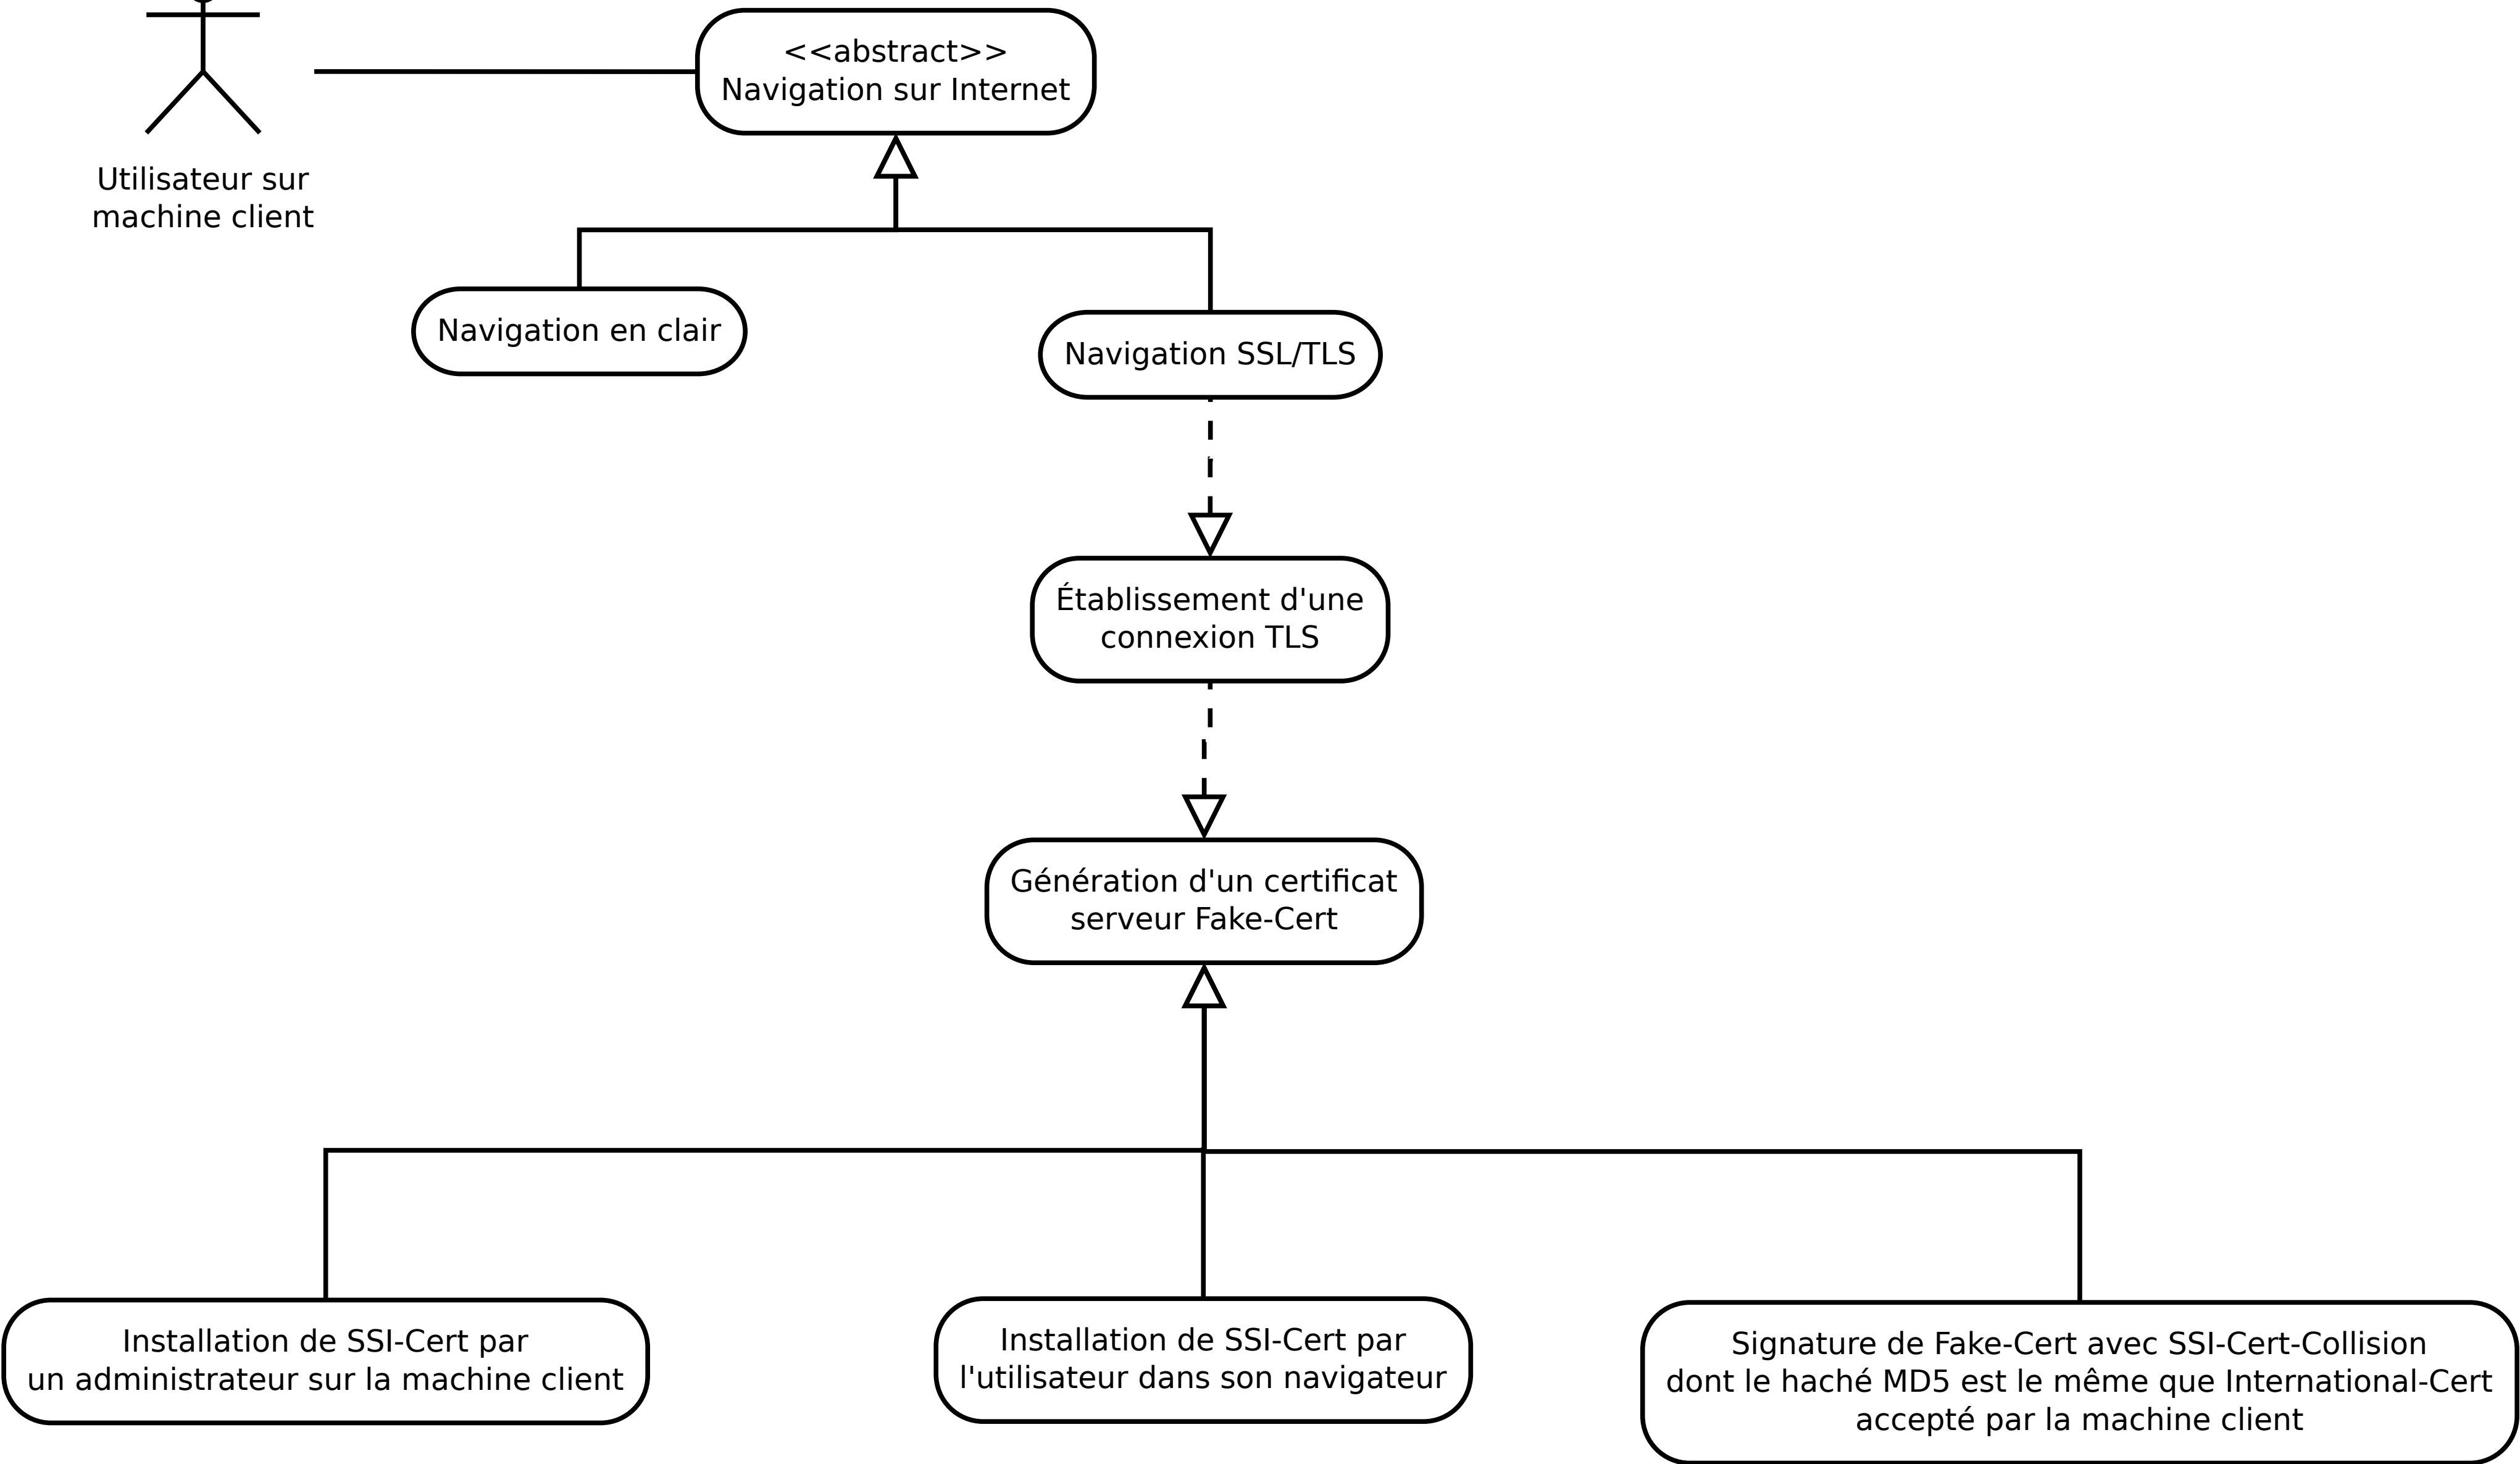 <<abstract>>
Navigation sur Internet
Utilisateur sur
machine client
Navigation en clair
Navigation SSL/TLS
Établissement d'une
connexion TLS
Génération d'un certificat
serveur Fake-Cert
Installation de SSI-Cert par
un administrateur sur la machine client
Installation de SSI-Cert par
l'utilisateur dans son navigateur
Signature de Fake-Cert avec SSI-Cert-Collision
dont le haché MD5 est le même que International-Cert
accepté par la machine client